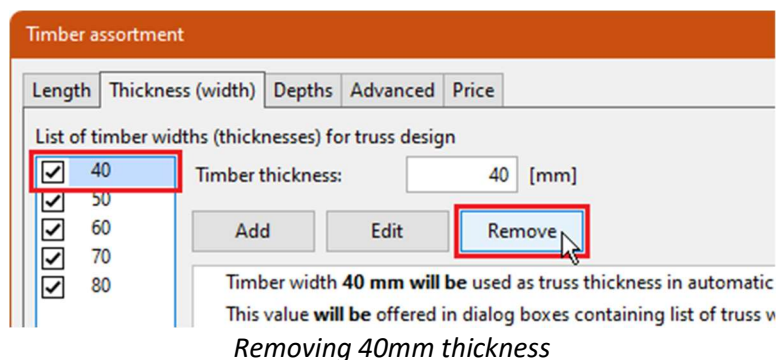 Timber assortment
Length Thickness (width) Depths Advanced Price
List of timber widths (thicknesses) for truss design
40 Timber thickness: 40 [mm]
50
60 Add Edit Remove
70
80 Timber width 40 mm will be used as truss thickness in automatic
This value will be offered in dialog boxes containing list of truss
Removing 40mm thickness